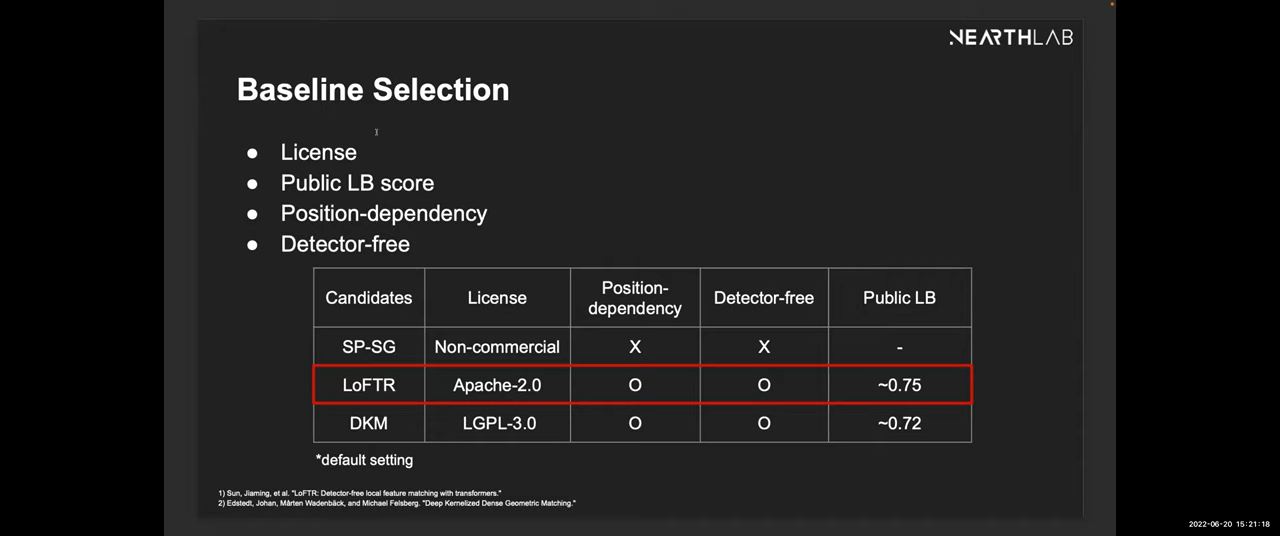 NEARTHLAB
Baseline Selection
● License
● Public LB score
● Position-dependency
● Detector-free
Candidates License Position-dependency Detector-free Public LB
SP-SG Non-commercial X X -
LoFTR Apache-2.0 O O ~0.75
DKM LGPL-3.0 O O ~0.72
*default setting
1) Sun, Jiaming, et al. "LoFTR: Detector-free local feature matching with transformers."
2) Edstedt, Johan, Mårten Wadenbäck, and Michael Felsberg. "Deep Kernelized Dense Geometric Matching."
2022-06-20 15:21:18